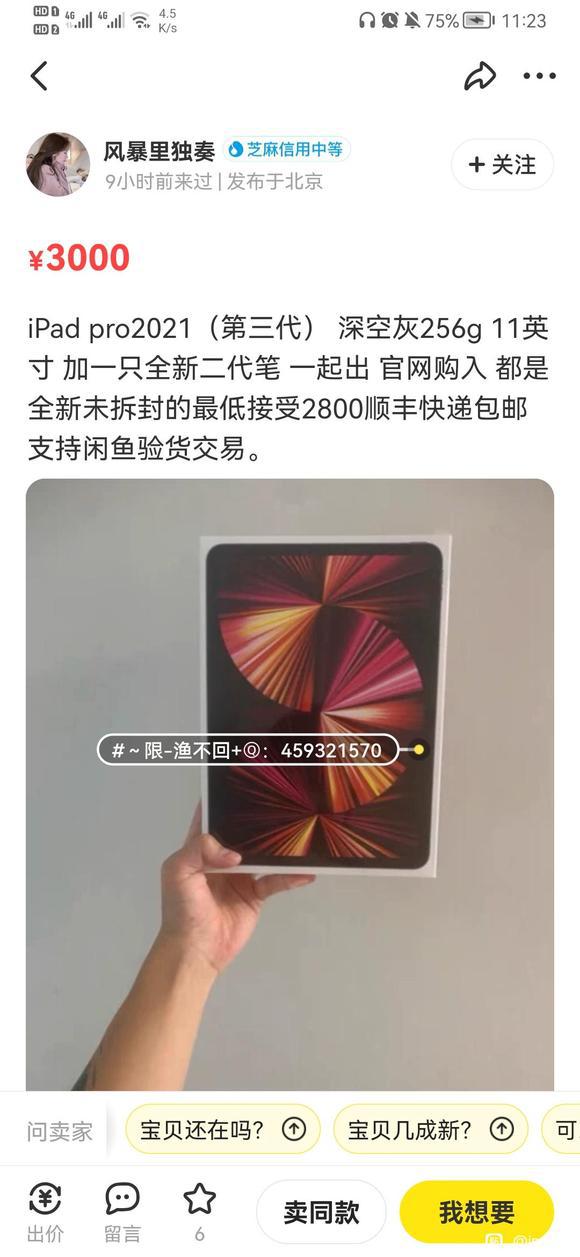 HD 1 4G 4G 4.5 75% 11:23
HD 2 K/s
风暴里独奏 芝麻信用中等
9小时前来过 | 发布于北京
+ 关注
¥3000
iPad pro2021（第三代） 深空灰256g 11英
寸 加一只全新二代笔 一起出 官网购入 都是
全新未拆封的最低接受2800顺丰快递包邮
支持闲鱼验货交易。
#～限-渔不回+◎：459321570
问卖家 宝贝还在吗？ 宝贝几成新？ 可
出价 留言 6 卖同款 我想要